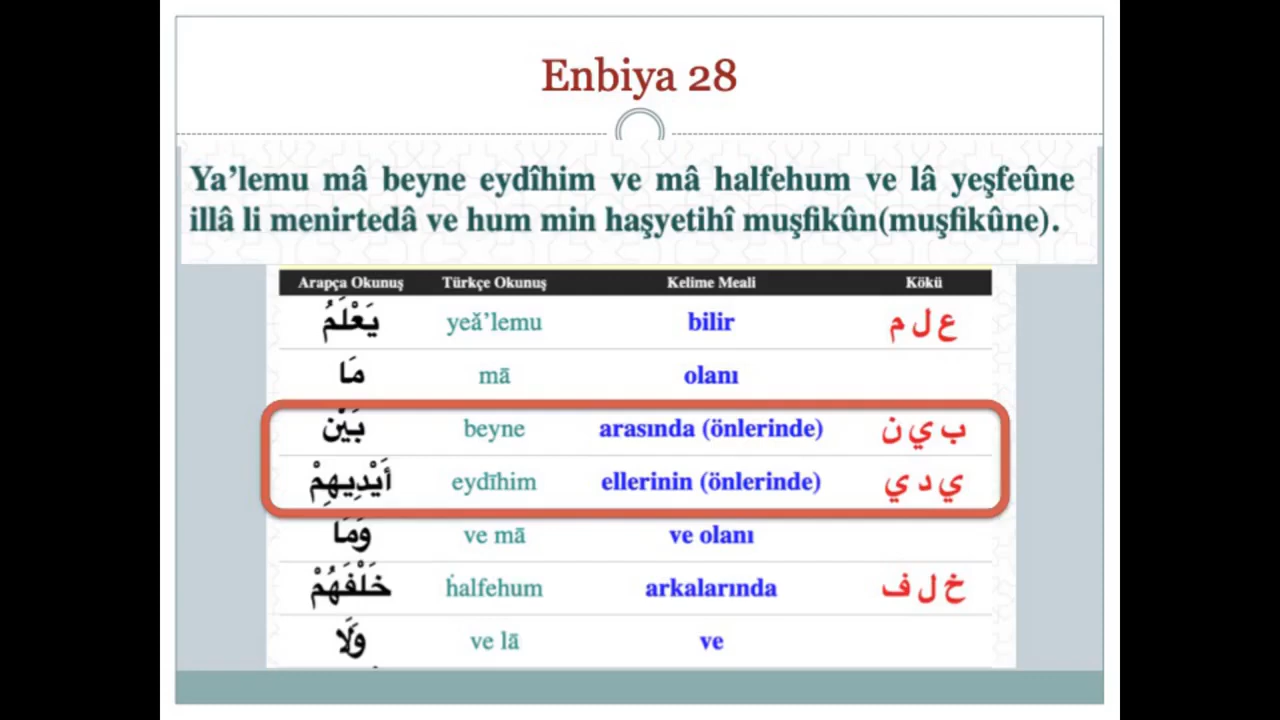 Enbiya 28
Ya’lemu mâ beyne eydîhim ve mâ halfehum ve lâ yeşfeûne
illâ li menirtedâ ve hum min haşyetihî muşfikûn(muşfikûne).
Arapça Okunuş Türkçe Okunuş Kelime Meali Kökü
يَعْلَمُ yeǎ’lemu bilir ع ل م
مَا mā olanı
بَيْنَ beyne arasında (önlerinde) ب ي ن
أَيْدِيهِمْ eydīhim ellerinin (önlerinde) ي د ي
وَمَا ve mā ve olanı
خَلْفَهُمْ ḣalfehum arkalarında خ ل ف
وَلَا ve lā ve